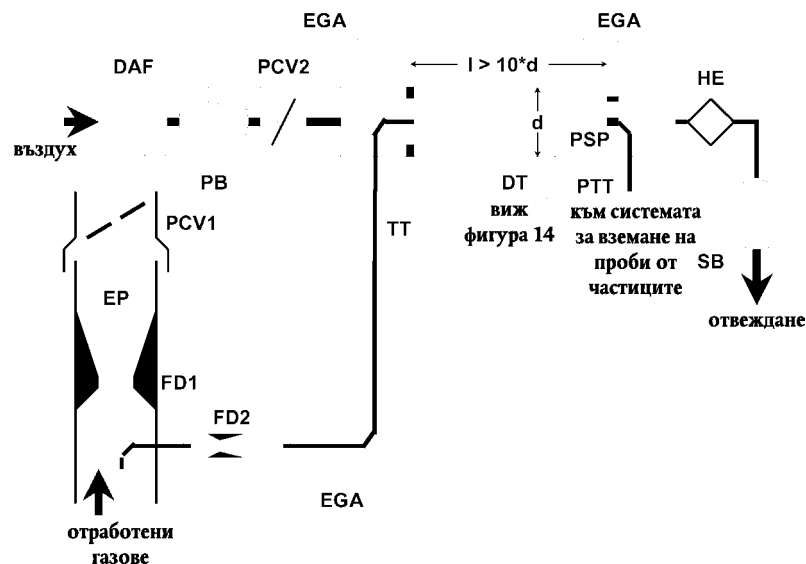 EGA
EGA
DAF
PCV2
l > 10*d
HE
d
PSP
въздух
PB
DT
PTT
PCV1
TT
виж
фигура 14
към системата
за вземане на
проби от
частиците
SB
EP
отвеждане
FD1
FD2
EGA
отработени
газове